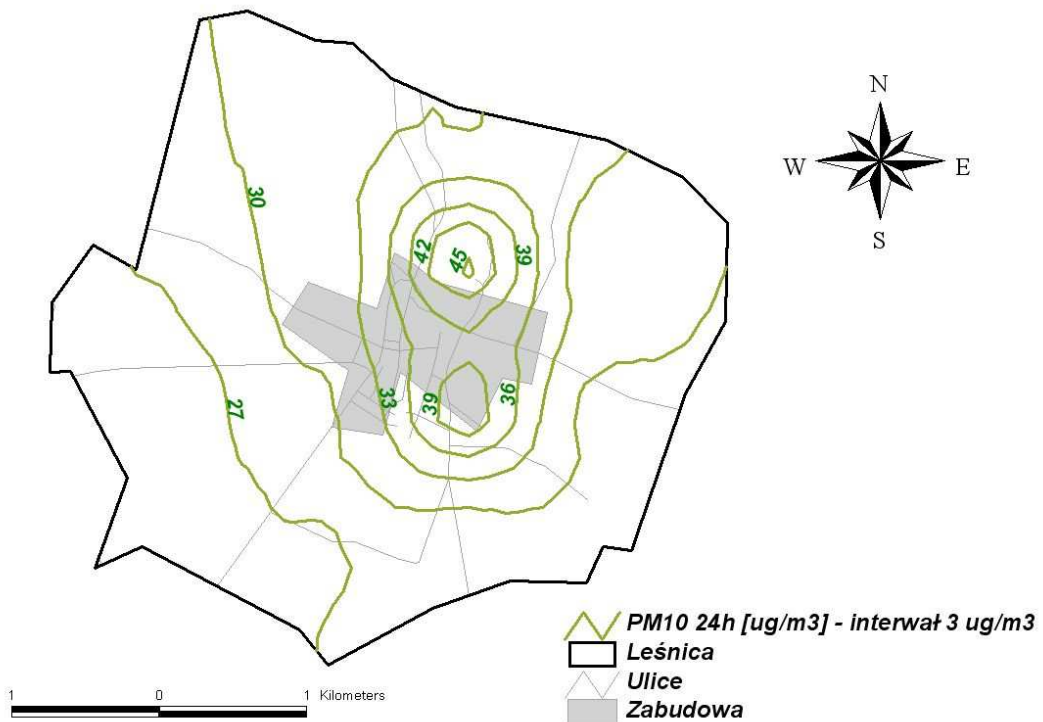 N
W E
S
30
42
45
39
27
33
39
36
PM10 24h [ug/m3] - interwał 3 ug/m3
Leśnica
Ulice
Zabudowa
1 0 1 Kilometers